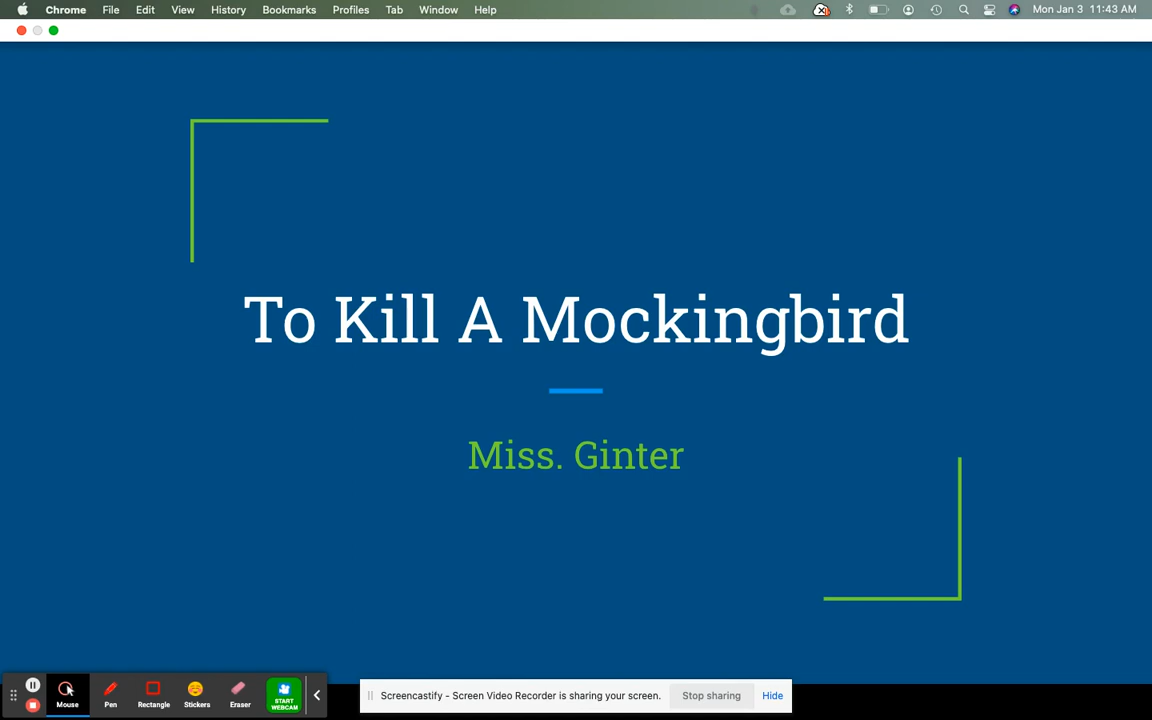 Chrome File Edit View History Bookmarks Profiles Tab Window Help Mon Jan 3 11:43 AM
To Kill A Mockingbird
Miss. Ginter
Mouse Pen Rectangle Stickers Eraser START WEBCAM
Screencastify - Screen Video Recorder is sharing your screen. Stop sharing Hide